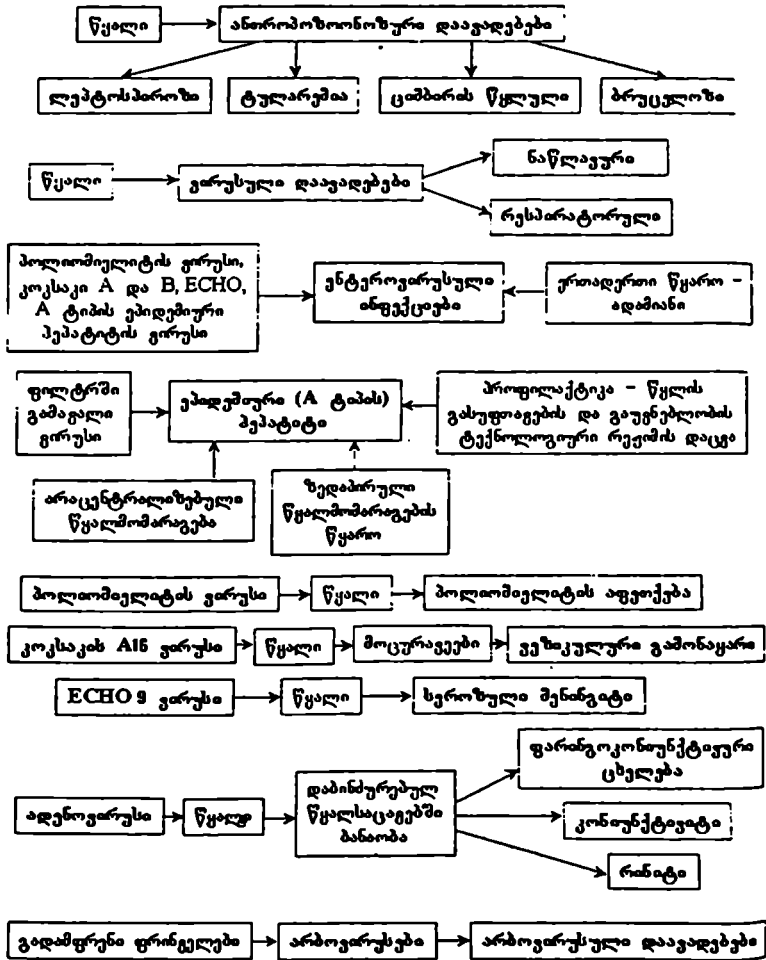 წყალი
ანთროპოზოონოზური დაავადებები
ლეპტოსპიროზი
ტულარემია
ციმბირის წყლული
ბრუცელოზი
წყალი
ვირუსული დაავადებები
ნაწლავური
რესპირატორული
პოლიომიელიტის ვირუსი,
კოკსაკი A და B, ECHO,
A ტიპის ეპიდემიური
ჰეპატიტის ვირუსი
ენტეროვირუსული
ინფექციები
ერთადერთი წყარო –
ადამიანი
ფილტრში
გამავალი
ვირუსი
ეპიდემიური (A ტიპის)
ჰეპატიტი
პროფილაქტიკა – წყლის
გასუფთავების და გაუვნებლობის
ტექნოლოგიური რეჟიმის დაცვა
არაცენტრალიზებული
წყალმომარაგება
ზედაპირული
წყალმომარაგების
წყარო
პოლიომიელიტის ვირუსი
წყალი
პოლიომიელიტის აფეთქება
კოკსაკის A16 ვირუსი
წყალი
მოცურავეები
ვეზიკულური გამონაყარი
ECHO 9 ვირუსი
წყალი
სეროზული მენინგიტი
ადენოვირუსი
წყალი
დაბინძურებულ
წყალსაცავებში
ბანაობა
ფარინგოკონიუნქტივური
ცხელება
კონიუნქტივიტი
რინიტი
გადამფრენი ფრინველები
არბოვირუსები
არბოვირუსული დაავადებები